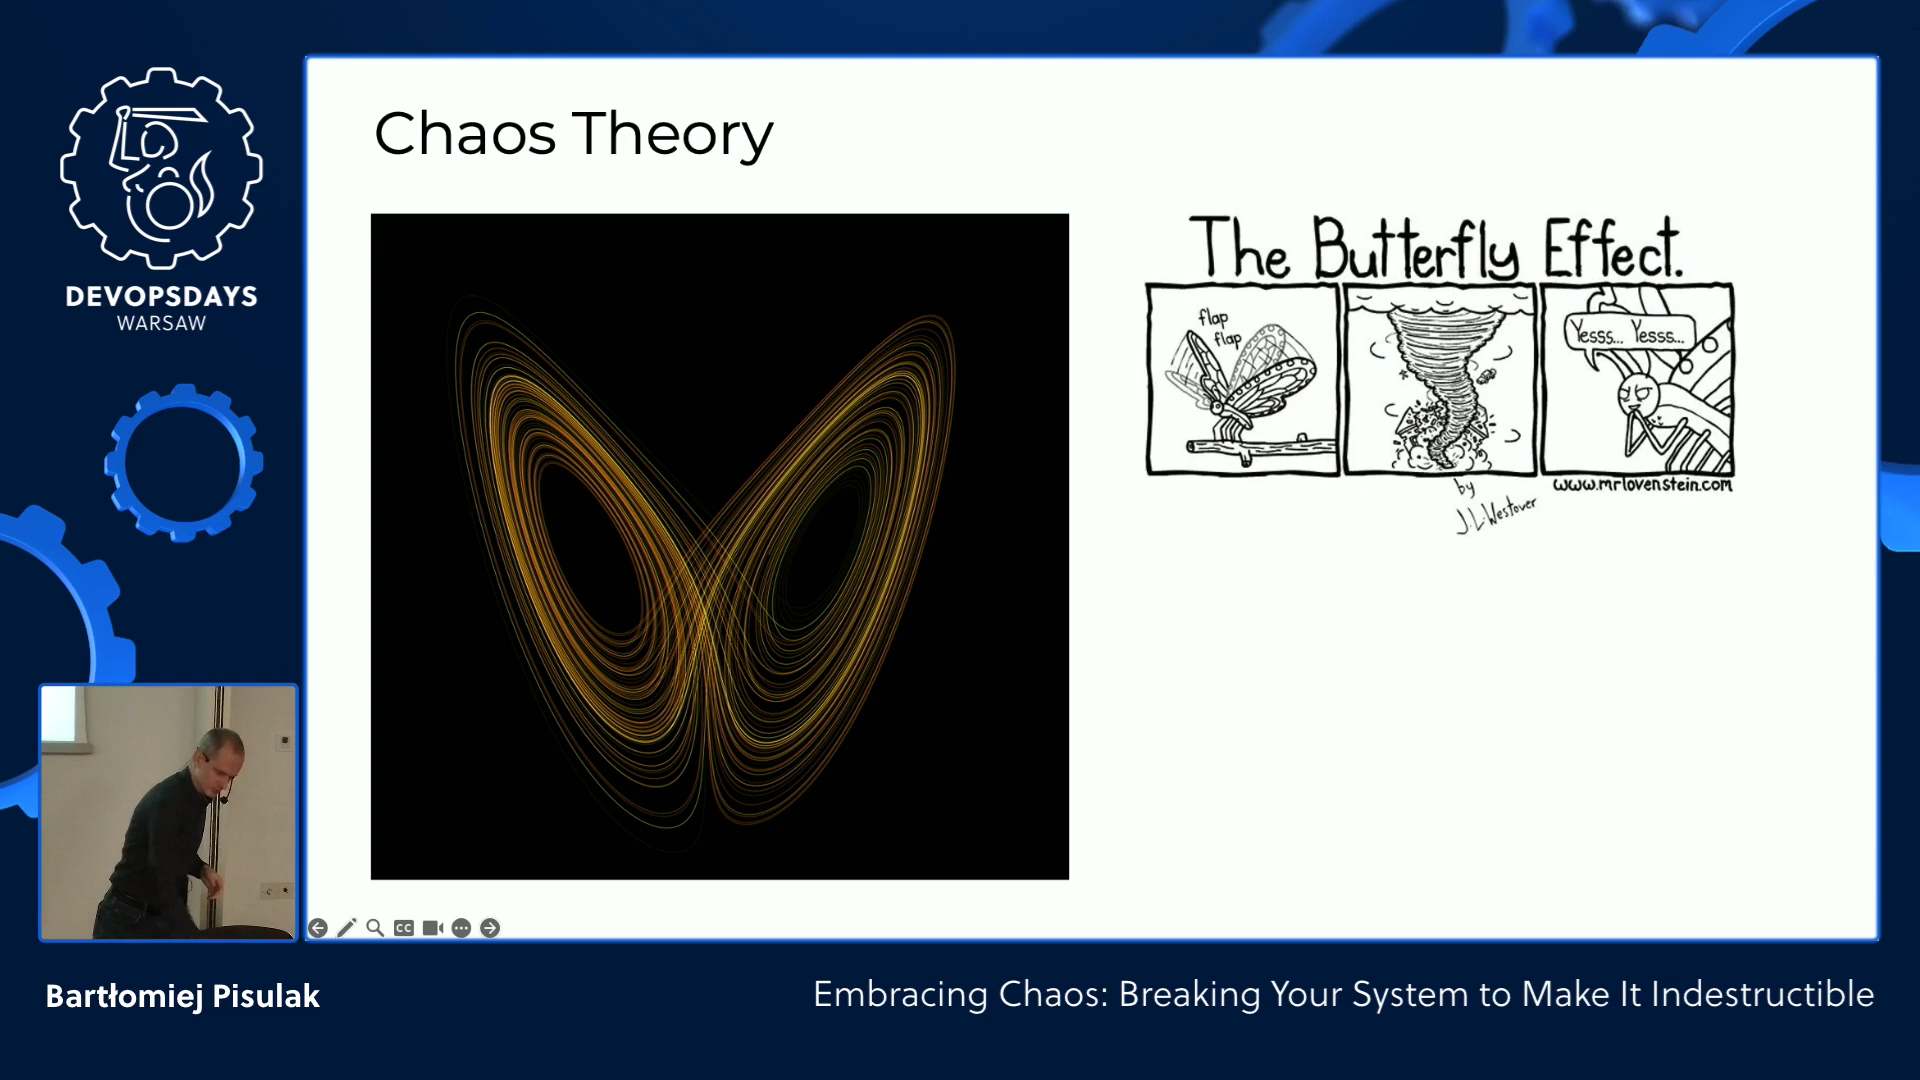 DEVOPSDAYS
WARSAW
Chaos Theory
The Butterfly Effect.
flap
flap
Yesss... Yesss...
www.mrlovenstein.com
by
J.L. Westover
CC
Bartłomiej Pisulak
Embracing Chaos: Breaking Your System to Make It Indestructible